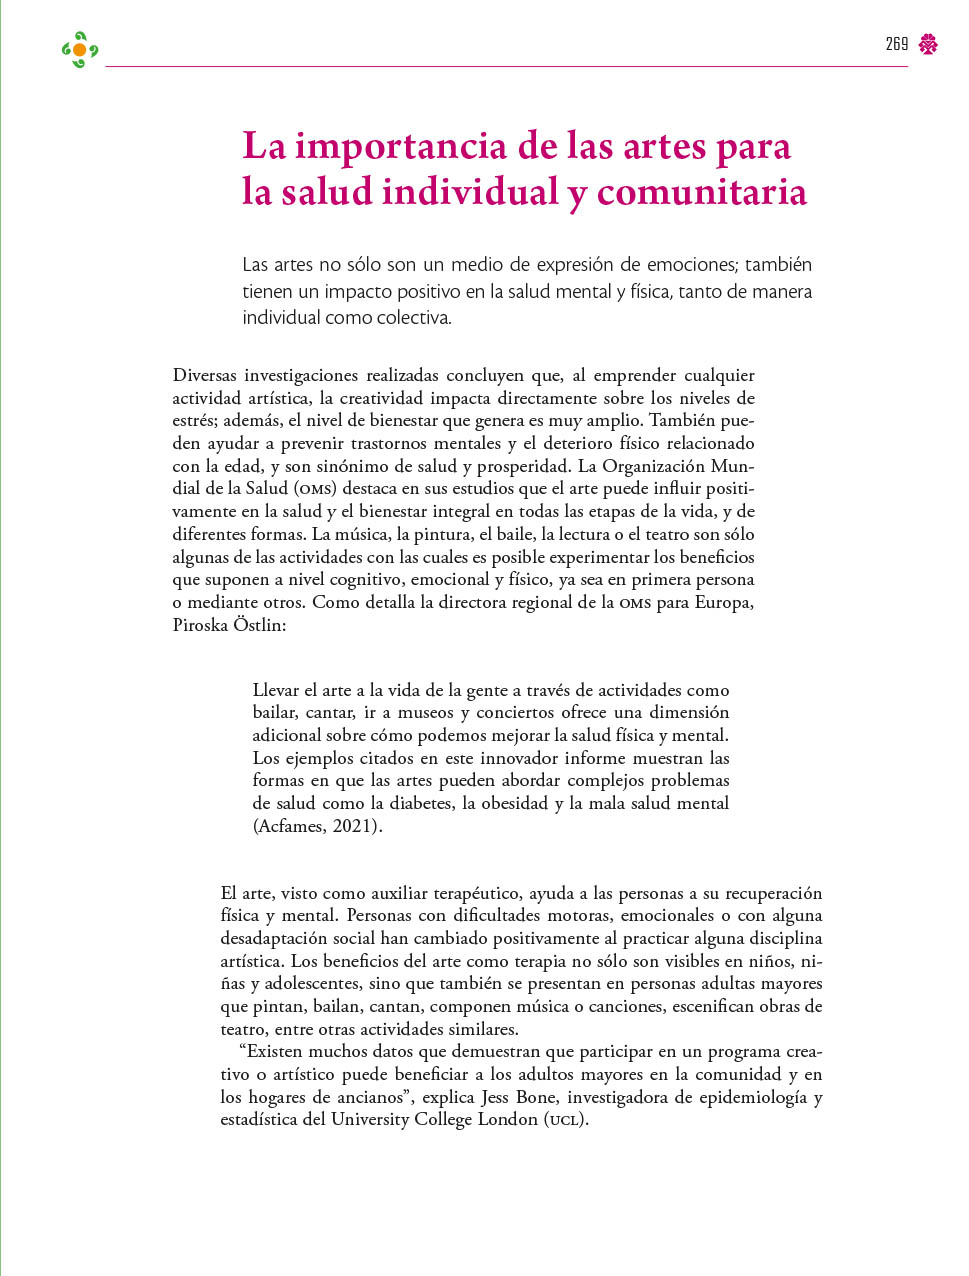 269
La importancia de las artes para
la salud individual y comunitaria
Las artes no sólo son un medio de expresión de emociones; también
tienen un impacto positivo en la salud mental y física, tanto de manera
individual como colectiva.
Diversas investigaciones realizadas concluyen que, al emprender cualquier
actividad artística, la creatividad impacta directamente sobre los niveles de
estrés; además, el nivel de bienestar que genera es muy amplio. También pue-
den ayudar a prevenir trastornos mentales y el deterioro físico relacionado
con la edad, y son sinónimo de salud y prosperidad. La Organización Mun-
dial de la Salud (OMS) destaca en sus estudios que el arte puede influir positi-
vamente en la salud y el bienestar integral en todas las etapas de la vida, y de
diferentes formas. La música, la pintura, el baile, la lectura o el teatro son sólo
algunas de las actividades con las cuales es posible experimentar los beneficios
que suponen a nivel cognitivo, emocional y físico, ya sea en primera persona
o mediante otros. Como detalla la directora regional de la OMS para Europa,
Piroska Östlin:
Llevar el arte a la vida de la gente a través de actividades como
bailar, cantar, ir a museos y conciertos ofrece una dimensión
adicional sobre cómo podemos mejorar la salud física y mental.
Los ejemplos citados en este innovador informe muestran las
formas en que las artes pueden abordar complejos problemas
de salud como la diabetes, la obesidad y la mala salud mental
(Acfames, 2021).
El arte, visto como auxiliar terapéutico, ayuda a las personas a su recuperación
física y mental. Personas con dificultades motoras, emocionales o con alguna
desadaptación social han cambiado positivamente al practicar alguna disciplina
artística. Los beneficios del arte como terapia no sólo son visibles en niños, ni-
ñas y adolescentes, sino que también se presentan en personas adultas mayores
que pintan, bailan, cantan, componen música o canciones, escenifican obras de
teatro, entre otras actividades similares.
“Existen muchos datos que demuestran que participar en un programa crea-
tivo o artístico puede beneficiar a los adultos mayores en la comunidad y en
los hogares de ancianos”, explica Jess Bone, investigadora de epidemiología y
estadística del University College London (UCL).